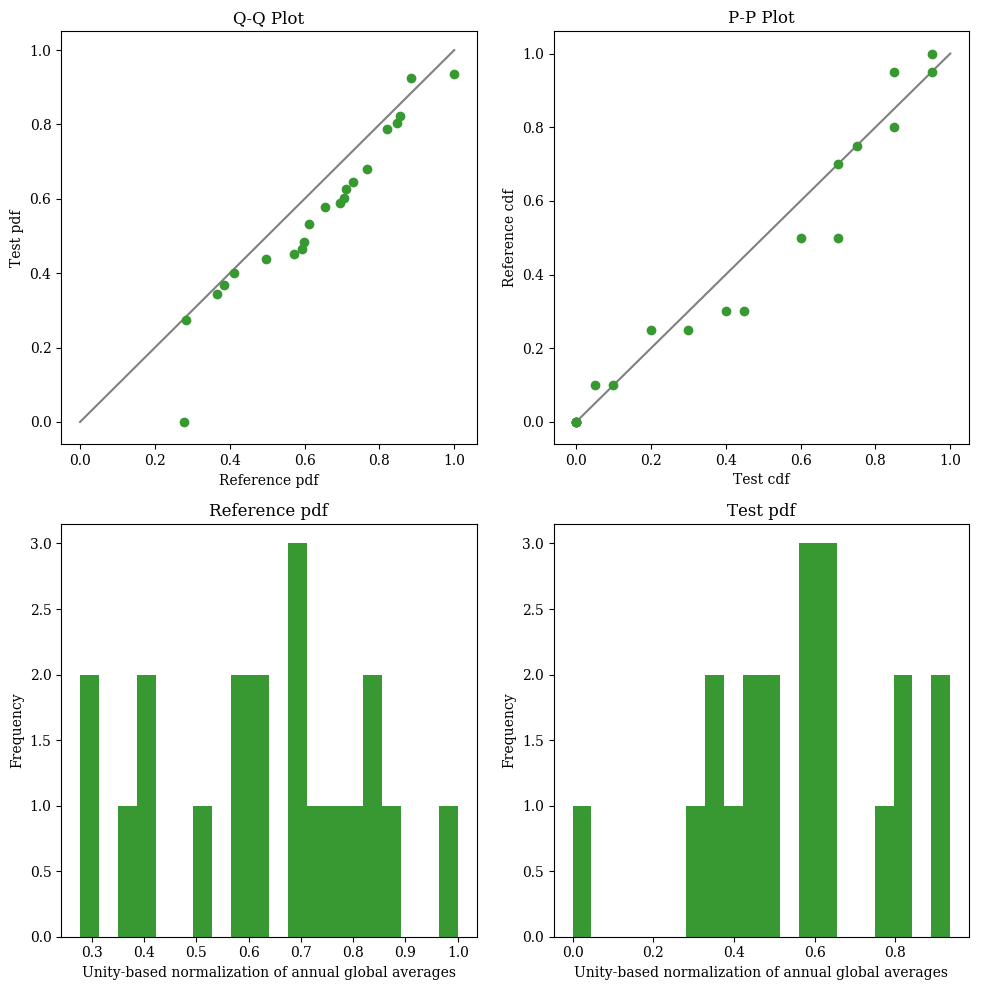 Q-Q Plot
1.0
0.8
0.6
0.4
0.2
0.0
Test pdf
0.0 0.2 0.4 0.6 0.8 1.0
Reference pdf
P-P Plot
1.0
0.8
0.6
0.4
0.2
0.0
Reference cdf
0.0 0.2 0.4 0.6 0.8 1.0
Test cdf
Reference pdf
3.0
2.5
2.0
1.5
1.0
0.5
0.0
Frequency
0.3 0.4 0.5 0.6 0.7 0.8 0.9 1.0
Unity-based normalization of annual global averages
Test pdf
3.0
2.5
2.0
1.5
1.0
0.5
0.0
Frequency
0.0 0.2 0.4 0.6 0.8
Unity-based normalization of annual global averages